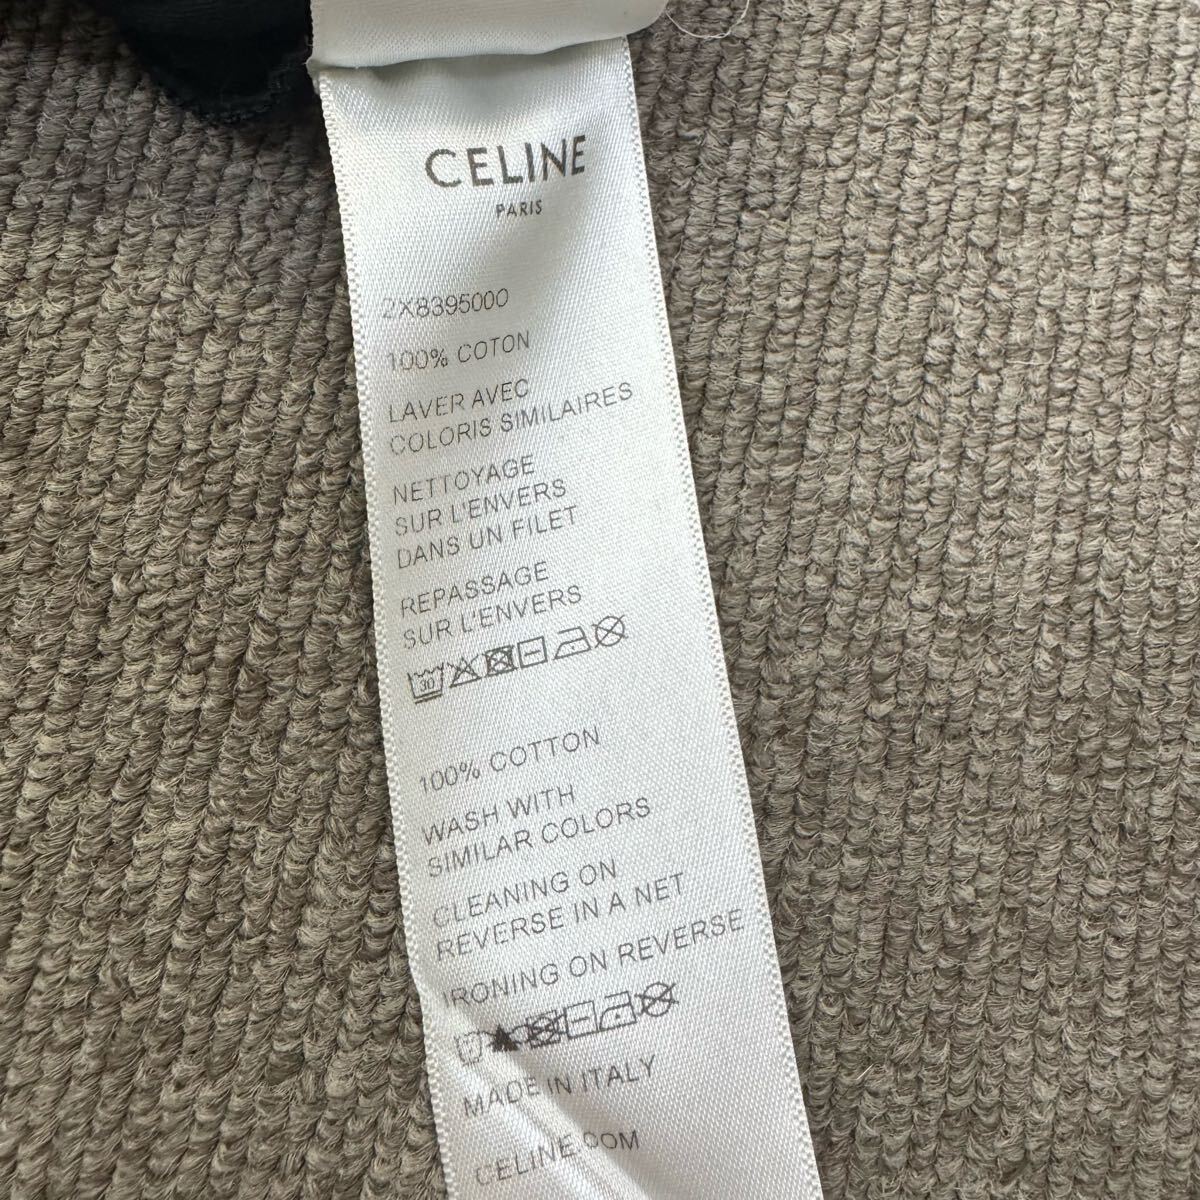 CELINE
PARIS
2X8395000
100% COTON
LAVER AVEC
COLORIS SIMILAIRES
NETTOYAGE
SUR L'ENVERS
DANS UN FILET
REPASSAGE
SUR L'ENVERS
30
100% COTTON
WASH WITH
SIMILAR COLORS
CLEANING ON
REVERSE IN A NET
IRONING ON REVERSE
MADE IN ITALY
CELINE.COM